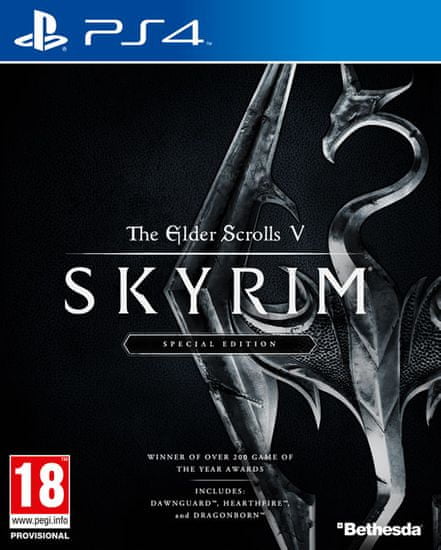 PS4™
The Elder Scrolls V
SKYRIM®
SPECIAL EDITION
WINNER OF OVER 200 GAME OF
THE YEAR AWARDS
INCLUDES:
DAWNGUARD™, HEARTHFIRE™,
and DRAGONBORN™
18
www.pegi.info
PROVISIONAL
Bethesda®